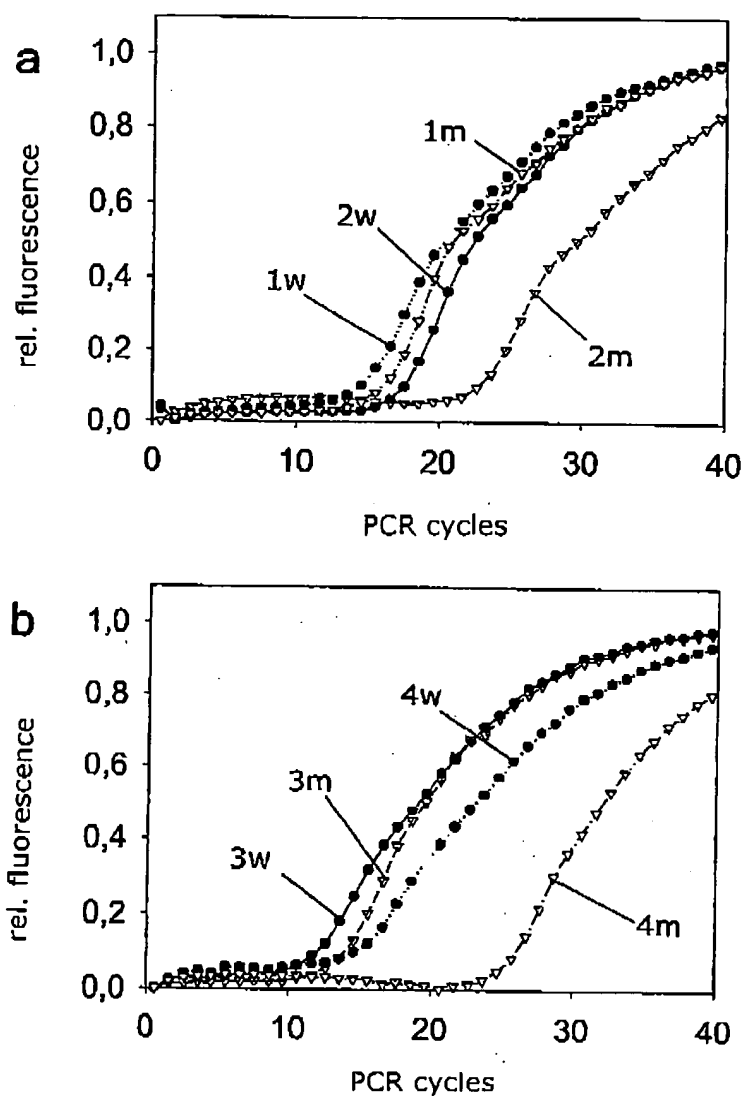 a
rel. fluorescence
1,0
0,8
0,6
0,4
0,2
0,0
1m
2w
1w
2m
0 10 20 30 40
PCR cycles
b
rel. fluorescence
1,0
0,8
0,6
0,4
0,2
0,0
4w
3m
3w
4m
0 10 20 30 40
PCR cycles